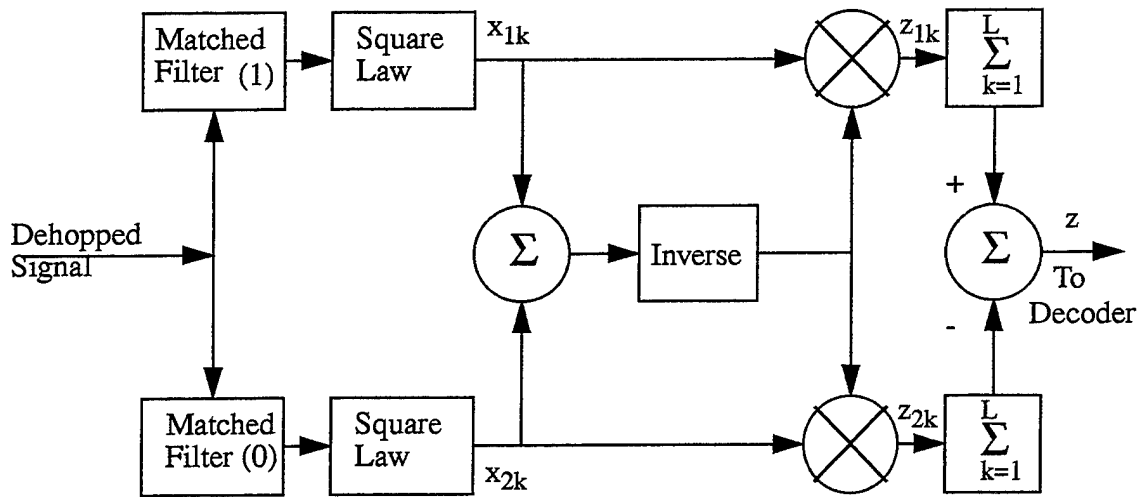 Matched
Filter (1)
Square
Law
x1k
z1k
L
Σ
k=1
+
Dehopped
Signal
Σ
Inverse
Σ
z
To
Decoder
-
Matched
Filter (0)
Square
Law
x2k
z2k
L
Σ
k=1